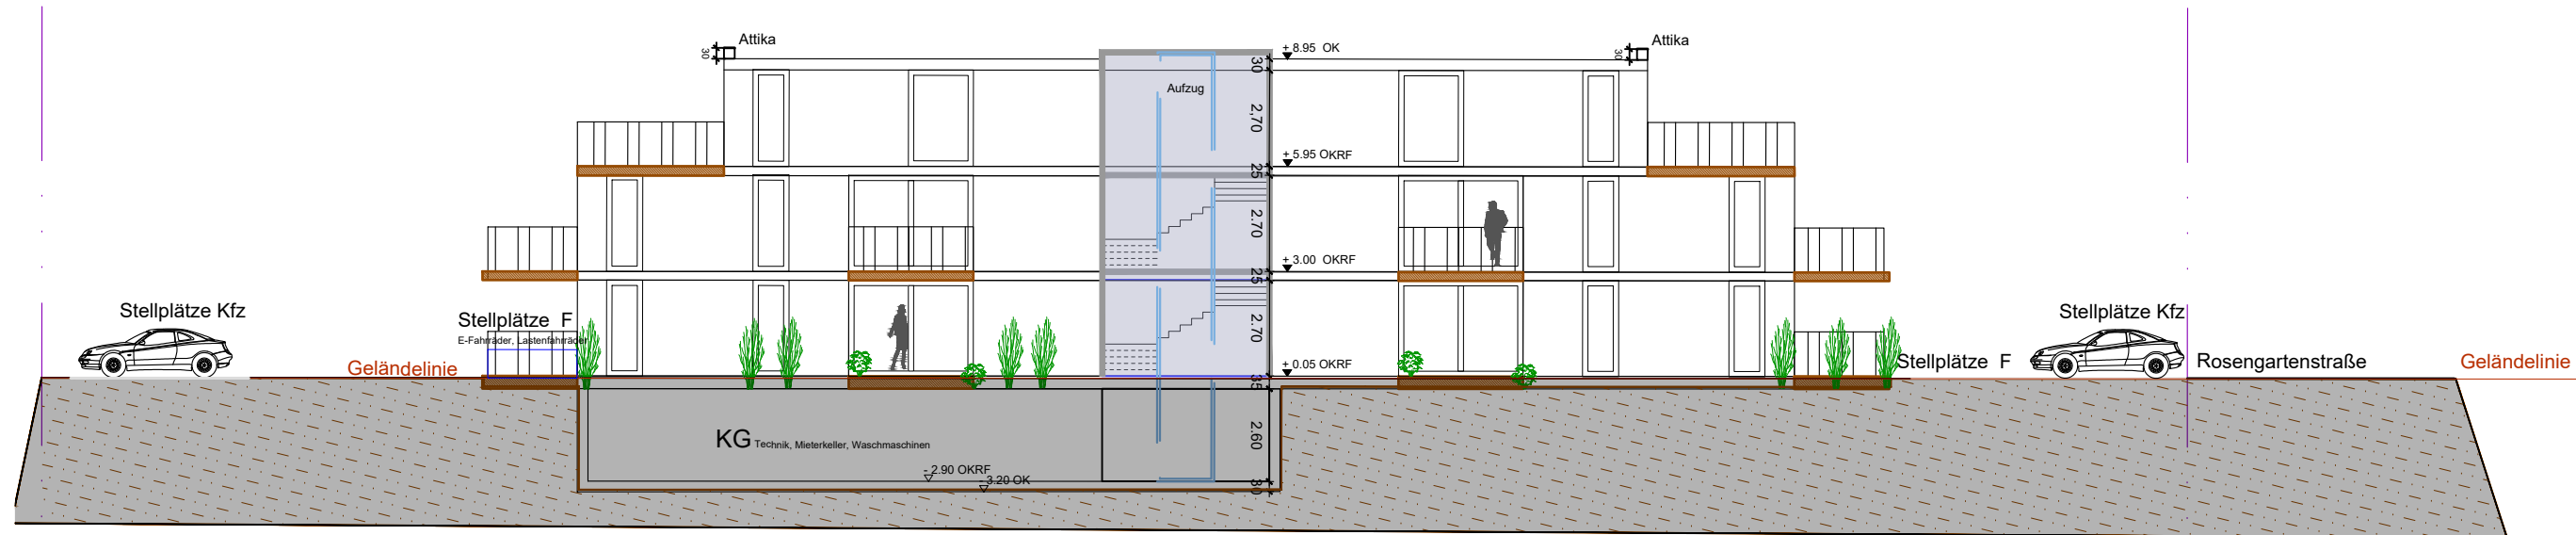 Attika
30
Attika
30
+ 8.95 OK
30
Aufzug
2,70
+ 5.95 OKRF
25
2.70
+ 3.00 OKRF
25
Stellplätze Kfz
Stellplätze F
E-Fahrräder, Lastenfahrräder
2.70
Stellplätze Kfz
Geländelinie
+ 0.05 OKRF
Stellplätze F
Rosengartenstraße
Geländelinie
35
KG Technik, Mieterkeller, Waschmaschinen
2.60
- 2.90 OKRF
- 3.20 OK
30